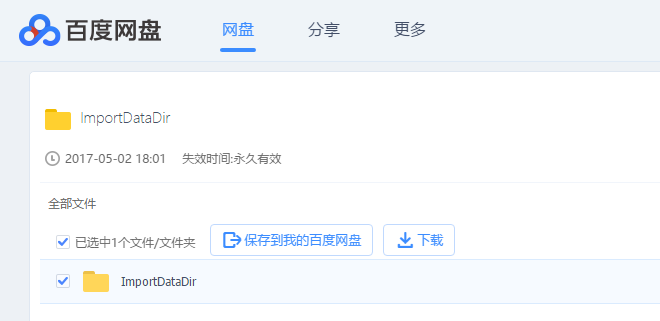 百度网盘 网盘 分享 更多
ImportDataDir
2017-05-02 18:01 失效时间:永久有效
全部文件
已选中1个文件/文件夹 保存到我的百度网盘 下载
ImportDataDir